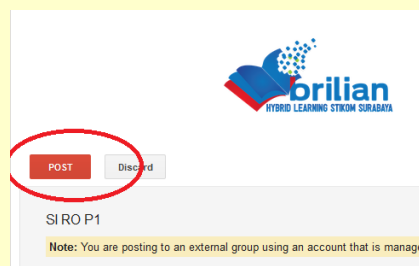 brilian
HYBRID LEARNING STIKOM SURABAYA
POST Discard
SI RO P1
Note: You are posting to an external group using an account that is manage